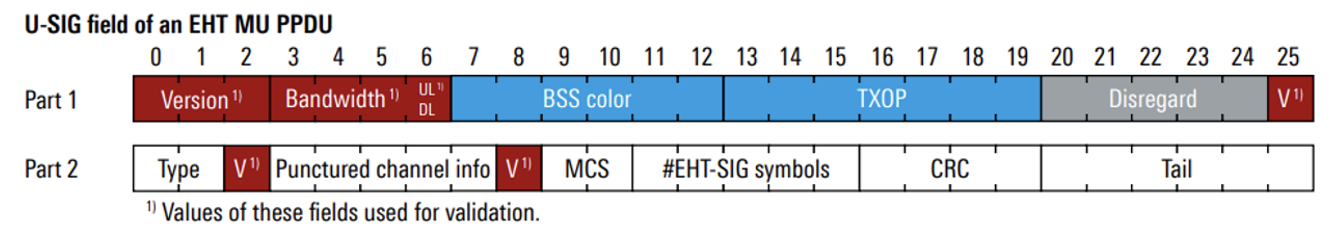 U-SIG field of an EHT MU PPDU
0 1 2 3 4 5 6 7 8 9 10 11 12 13 14 15 16 17 18 19 20 21 22 23 24 25
Part 1 Version 1) Bandwidth 1) UL 1) DL BSS color TXOP Disregard V 1)
Part 2 Type V 1) Punctured channel info V 1) MCS #EHT-SIG symbols CRC Tail
1) Values of these fields used for validation.